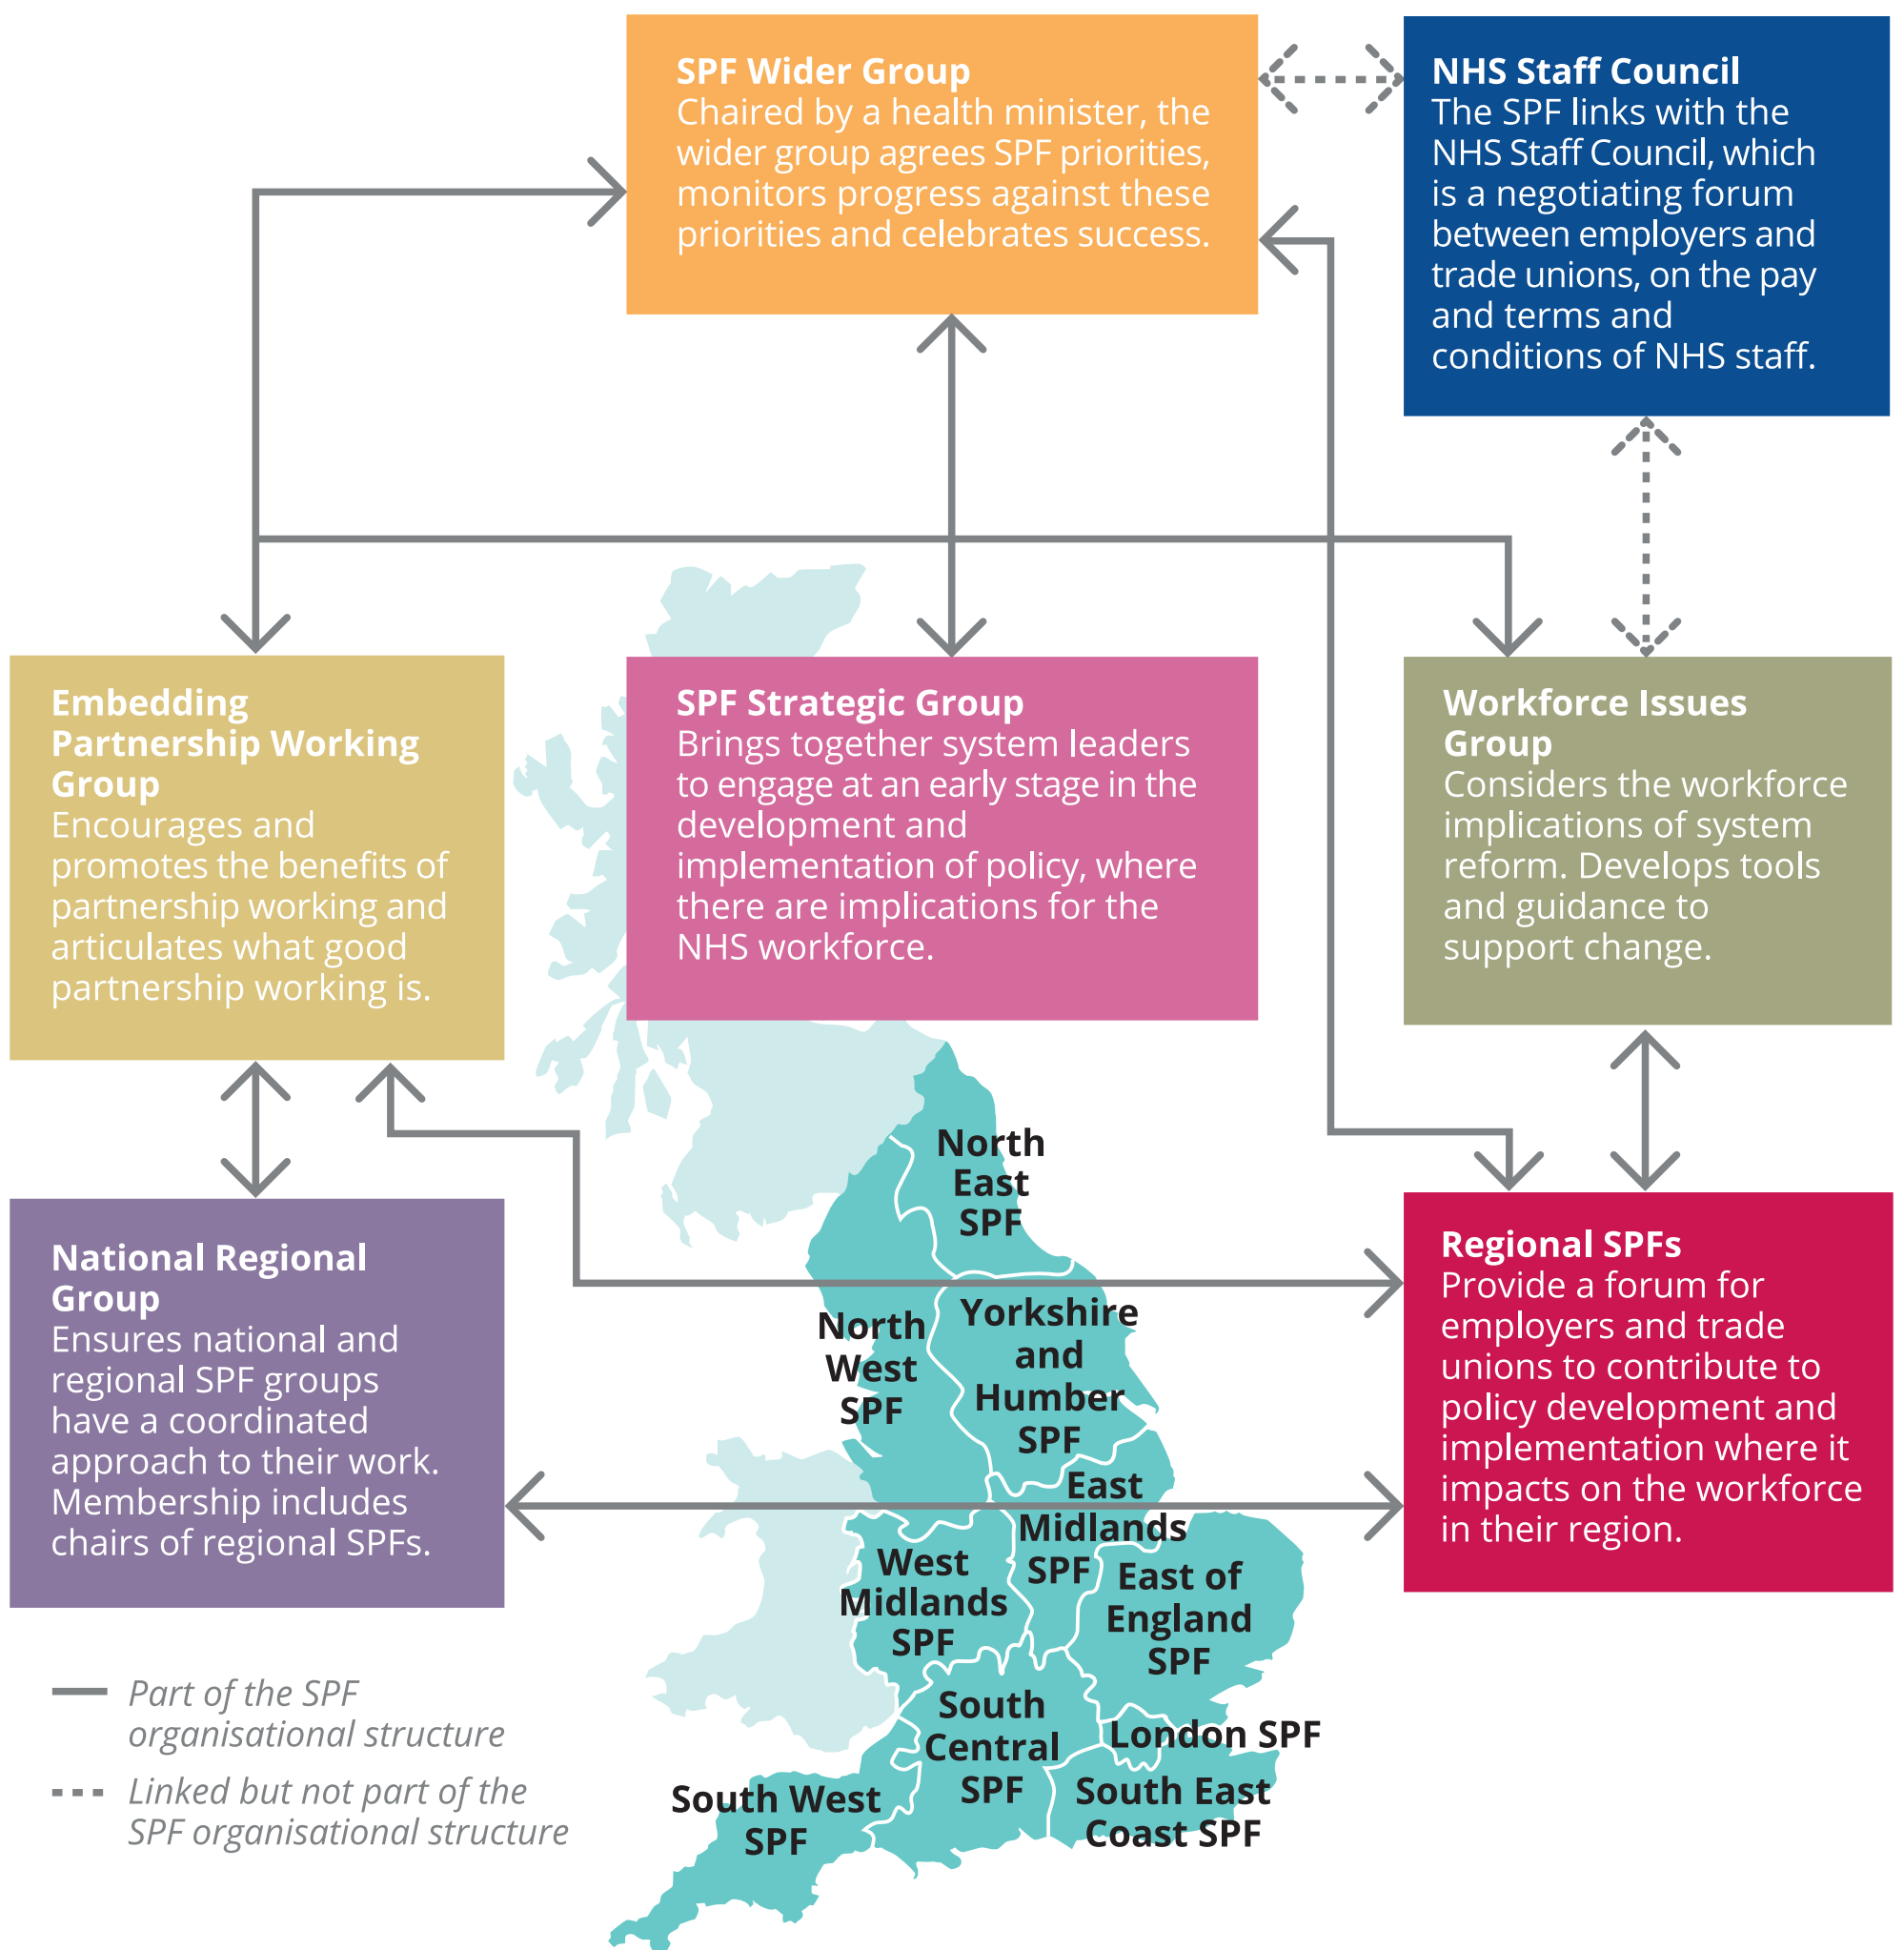 SPF Wider Group
Chaired by a health minister, the
wider group agrees SPF priorities,
monitors progress against these
priorities and celebrates success.
NHS Staff Council
The SPF links with the
NHS Staff Council, which
is a negotiating forum
between employers and
trade unions, on the pay
and terms and
conditions of NHS staff.
Embedding
Partnership Working
Group
Encourages and
promotes the benefits of
partnership working and
articulates what good
partnership working is.
SPF Strategic Group
Brings together system leaders
to engage at an early stage in the
development and
implementation of policy, where
there are implications for the
NHS workforce.
Workforce Issues
Group
Considers the workforce
implications of system
reform. Develops tools
and guidance to
support change.
National Regional
Group
Ensures national and
regional SPF groups
have a coordinated
approach to their work.
Membership includes
chairs of regional SPFs.
North
East
SPF
North
West
SPF
Yorkshire
and
Humber
SPF
East
Midlands
SPF
West
Midlands
SPF
East of
England
SPF
South
Central
SPF
London SPF
South West
SPF
South East
Coast SPF
Regional SPFs
Provide a forum for
employers and trade
unions to contribute to
policy development and
implementation where it
impacts on the workforce
in their region.
Part of the SPF
organisational structure
Linked but not part of the
SPF organisational structure